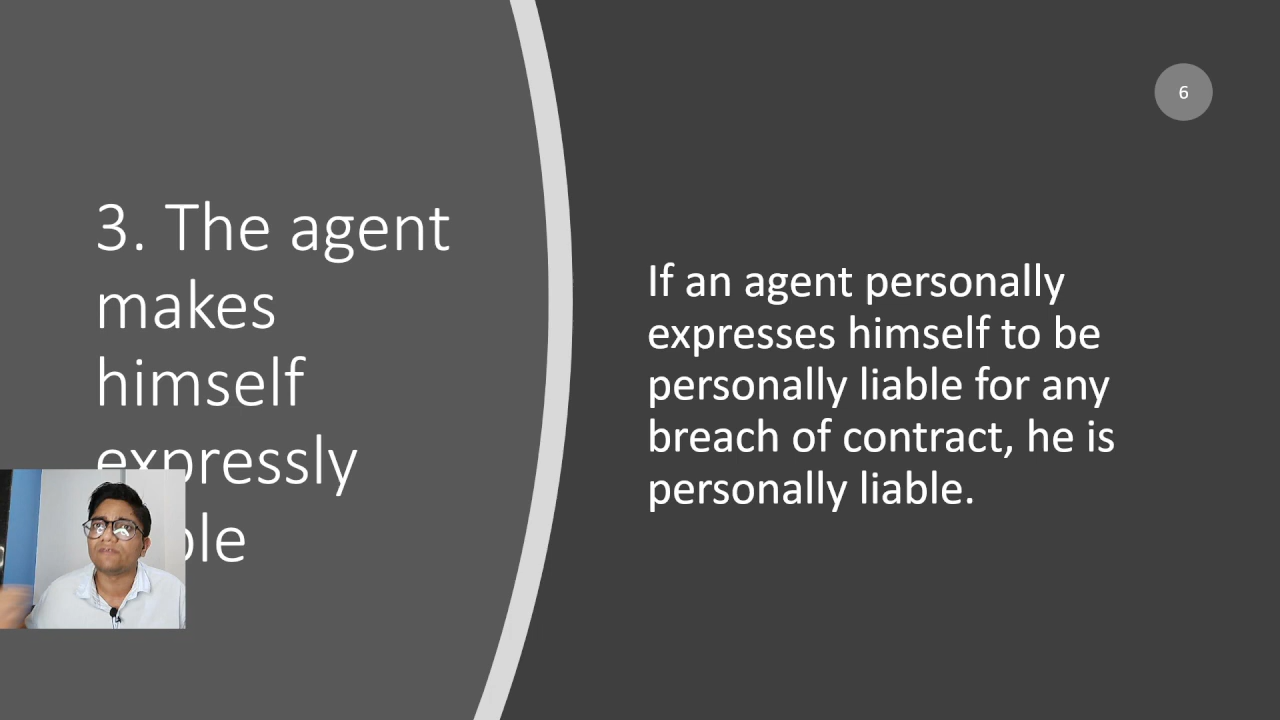 3. The agent
makes
himself
expressly
ble
If an agent personally
expresses himself to be
personally liable for any
breach of contract, he is
personally liable.
6